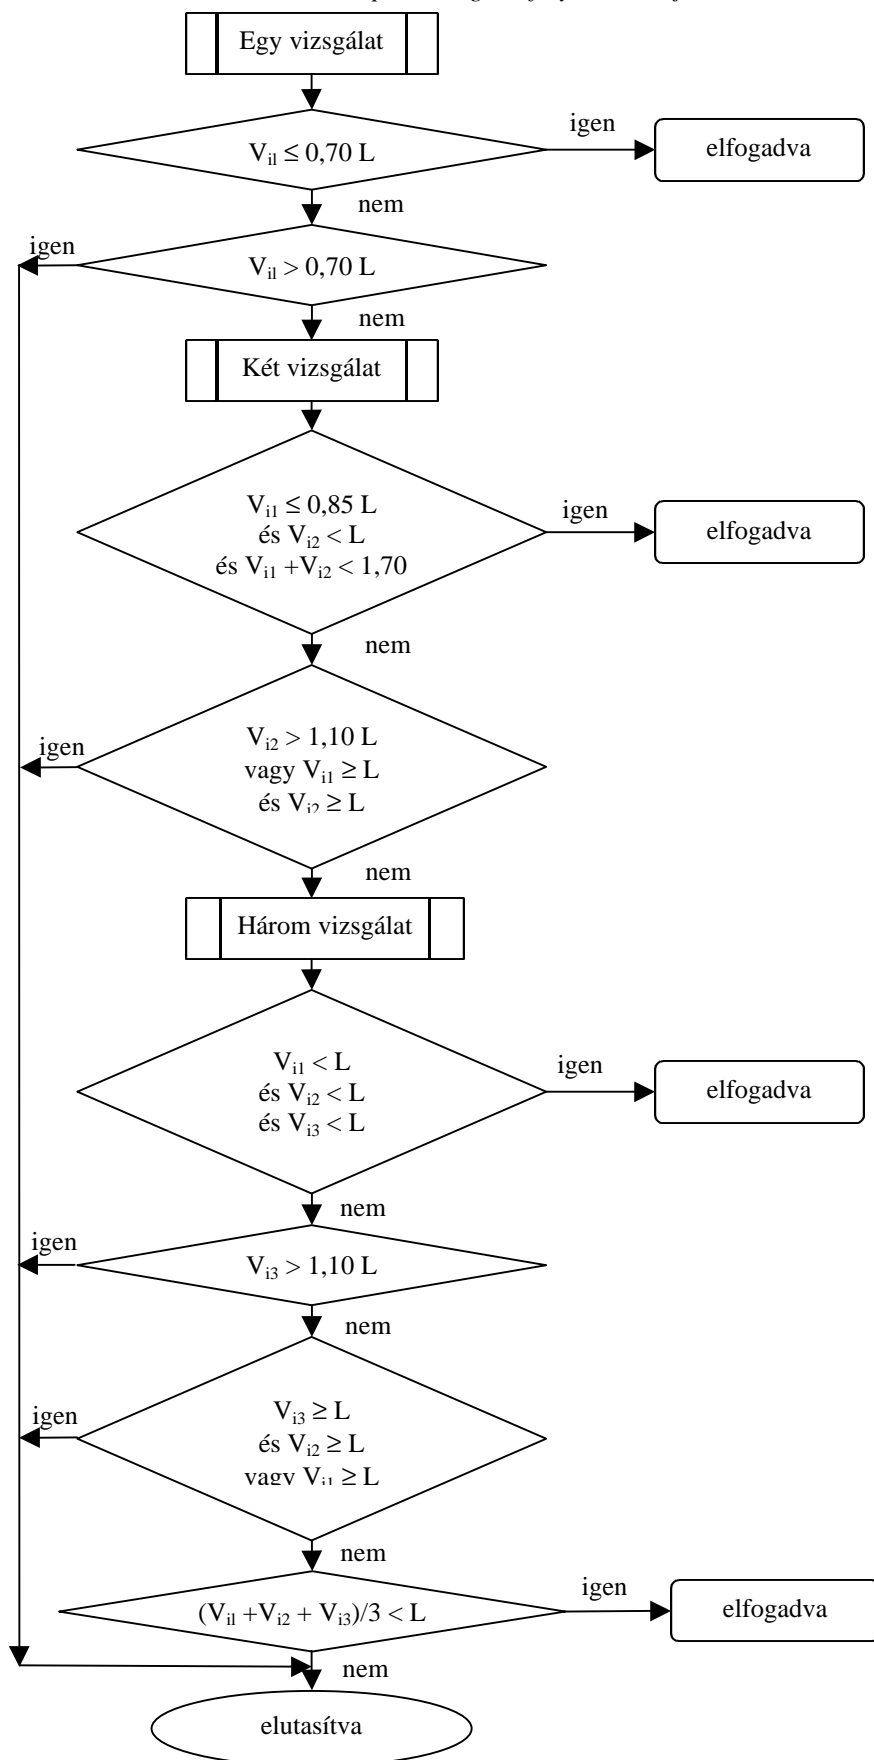 Egy vizsgálat
igen
V_il ≤ 0,70 L
elfogadva
nem
igen
V_il > 0,70 L
nem
Két vizsgálat
V_i1 ≤ 0,85 L
és V_i2 < L
és V_i1 +V_i2 < 1,70
igen
elfogadva
nem
igen
V_i2 > 1,10 L
vagy V_i1 ≥ L
és V_i2 ≥ L
nem
Három vizsgálat
V_i1 < L
és V_i2 < L
és V_i3 < L
igen
elfogadva
nem
igen
V_i3 > 1,10 L
nem
igen
V_i3 ≥ L
és V_i2 ≥ L
vagy V_i1 ≥ L
nem
(V_il +V_i2 + V_i3)/3 < L
igen
elfogadva
nem
elutasítva